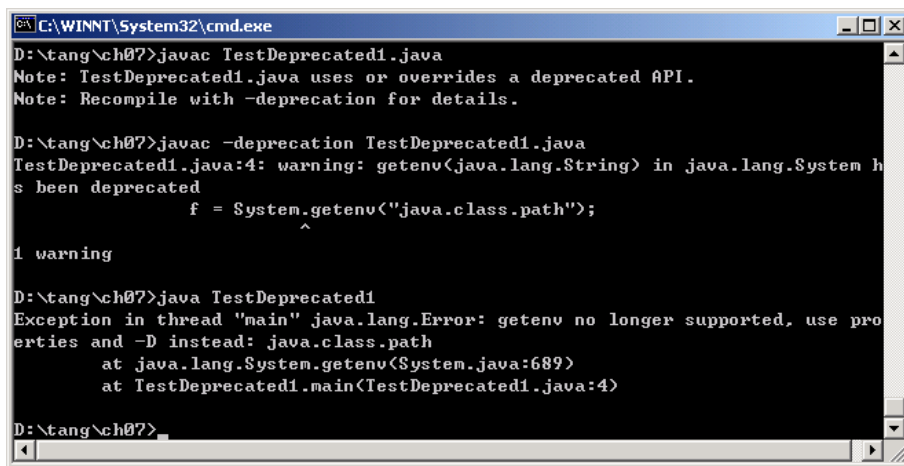 C:\WINNT\System32\cmd.exe
D:\tang\ch07>javac TestDeprecated1.java
Note: TestDeprecated1.java uses or overrides a deprecated API.
Note: Recompile with -deprecation for details.
D:\tang\ch07>javac -deprecation TestDeprecated1.java
TestDeprecated1.java:4: warning: getenv(java.lang.String) in java.lang.System h
s been deprecated
f = System.getenv("java.class.path");
^
1 warning
D:\tang\ch07>java TestDeprecated1
Exception in thread "main" java.lang.Error: getenv no longer supported, use pro
erties and -D instead: java.class.path
at java.lang.System.getenv(System.java:689)
at TestDeprecated1.main(TestDeprecated1.java:4)
D:\tang\ch07>_